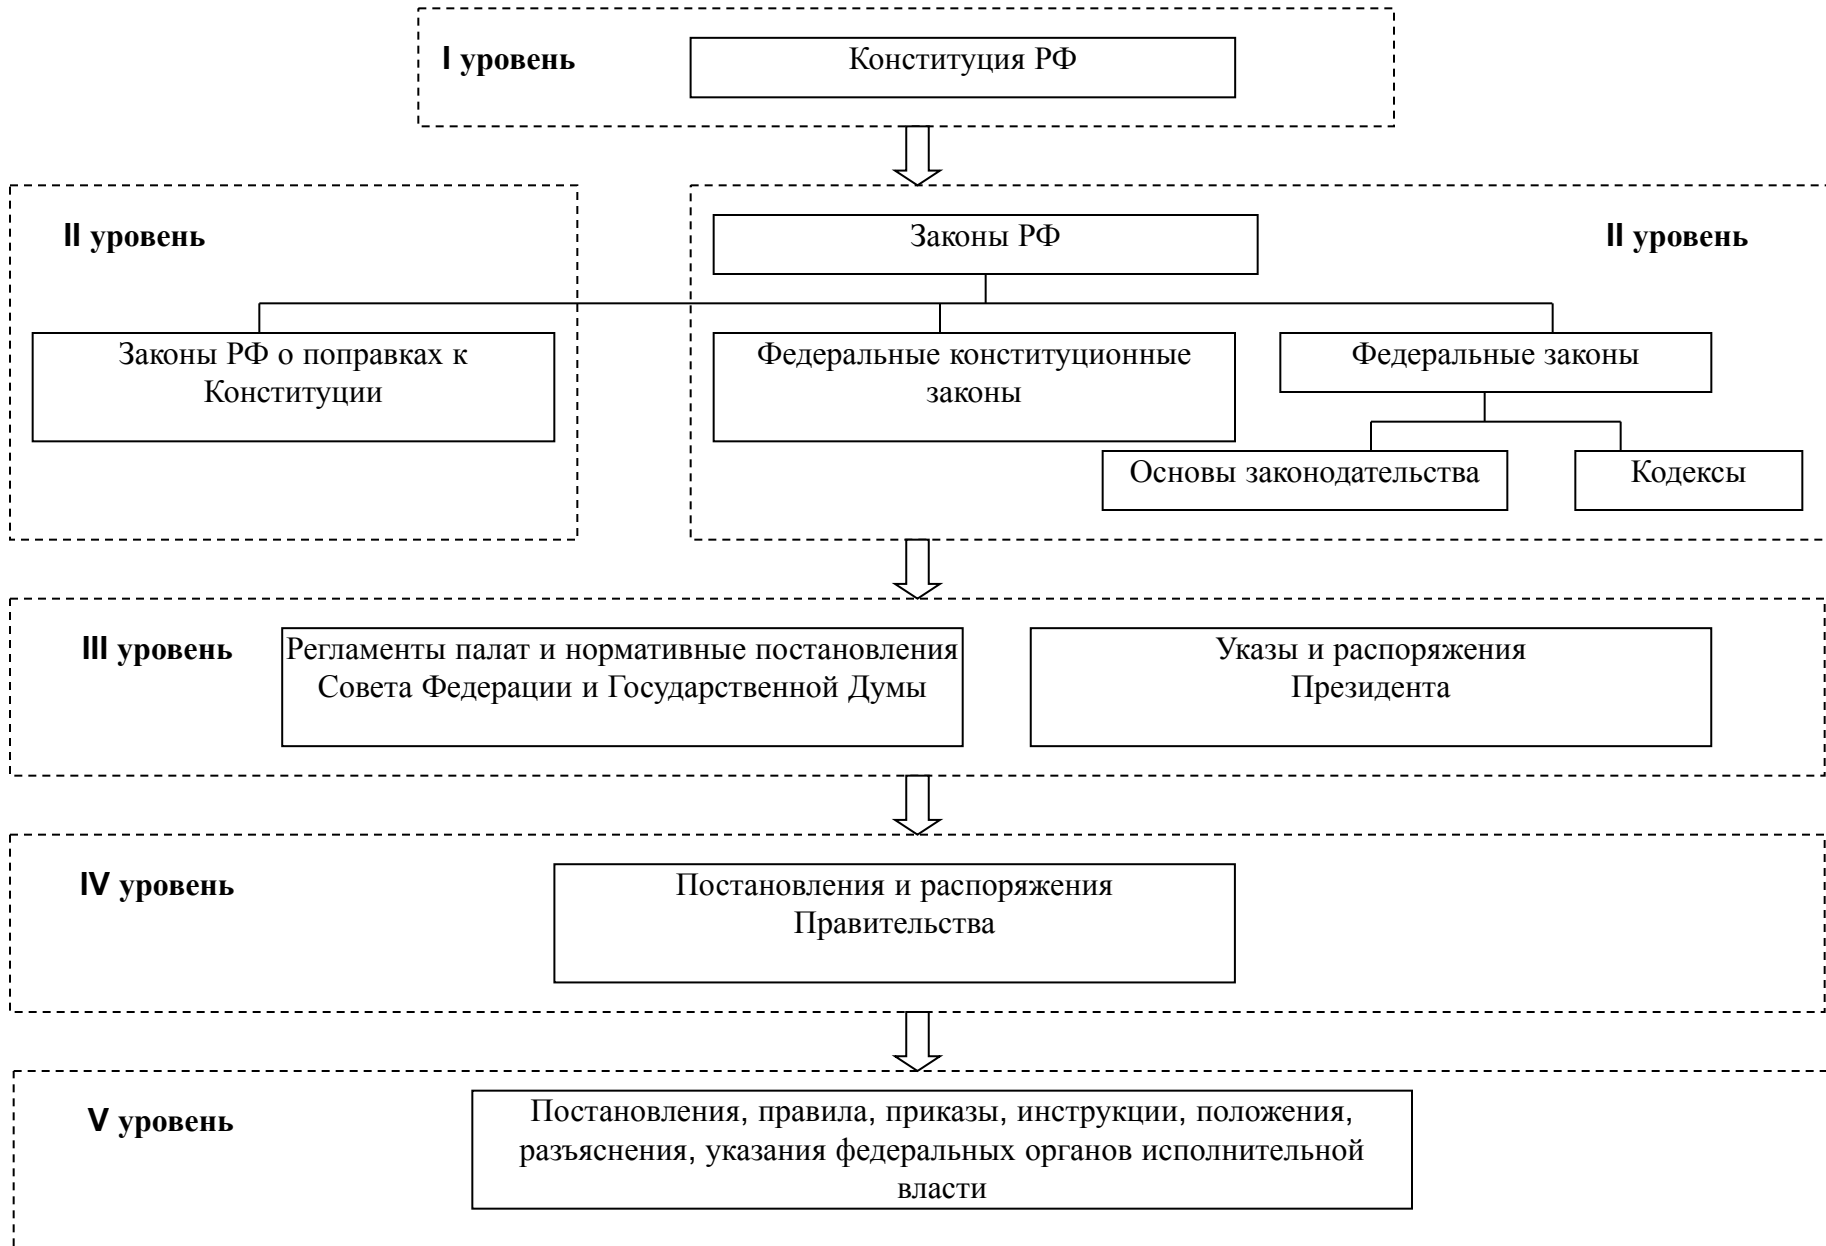 I уровень
Конституция РФ
II уровень
Законы РФ
II уровень
Законы РФ о поправках к
Конституции
Федеральные конституционные
законы
Федеральные законы
Основы законодательства
Кодексы
III уровень
Регламенты палат и нормативные постановления
Совета Федерации и Государственной Думы
Указы и распоряжения
Президента
IV уровень
Постановления и распоряжения
Правительства
V уровень
Постановления, правила, приказы, инструкции, положения,
разъяснения, указания федеральных органов исполнительной
власти